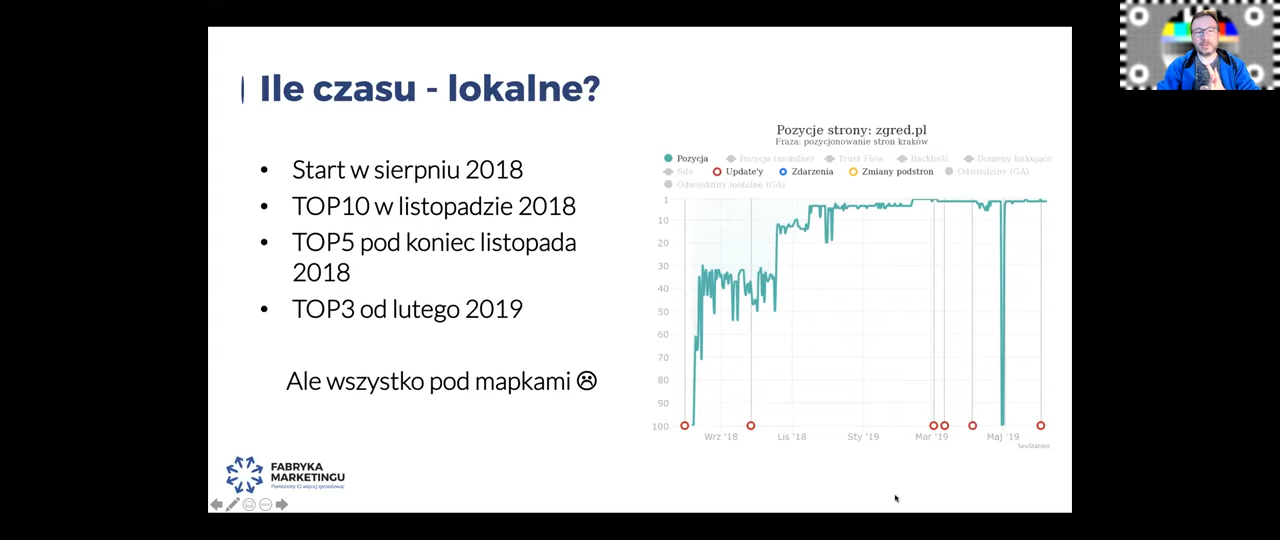 Ile czasu - lokalne?
• Start w sierpniu 2018
• TOP10 w listopadzie 2018
• TOP5 pod koniec listopada
2018
• TOP3 od lutego 2019
Ale wszystko pod mapkami ☹
Pozycje strony: zgred.pl
Fraza: pozycjonowanie stron kraków
Pozycja Pozycja (mobilne) Trust Flow Backlinki Domeny linkujące
Site Update'y Zdarzenia Zmiany podstron Odwiedziny (GA)
Odwiedziny mobilne (GA)
1
10
20
30
40
50
60
70
80
90
100
Wrz '18 Lis '18 Sty '19 Mar '19 Maj '19
SeoStation
FABRYKA
MARKETINGU
Pomożemy Ci więcej sprzedawać